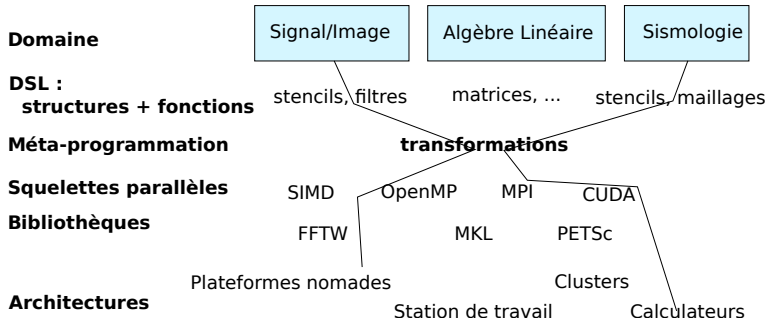 Domaine
Signal/Image
Algèbre Linéaire
Sismologie
DSL :
structures + fonctions
stencils, filtres
matrices, ...
stencils, maillages
Méta-programmation
transformations
Squelettes parallèles
SIMD
OpenMP
MPI
CUDA
Bibliothèques
FFTW
MKL
PETSc
Plateformes nomades
Clusters
Architectures
Station de travail
Calculateurs